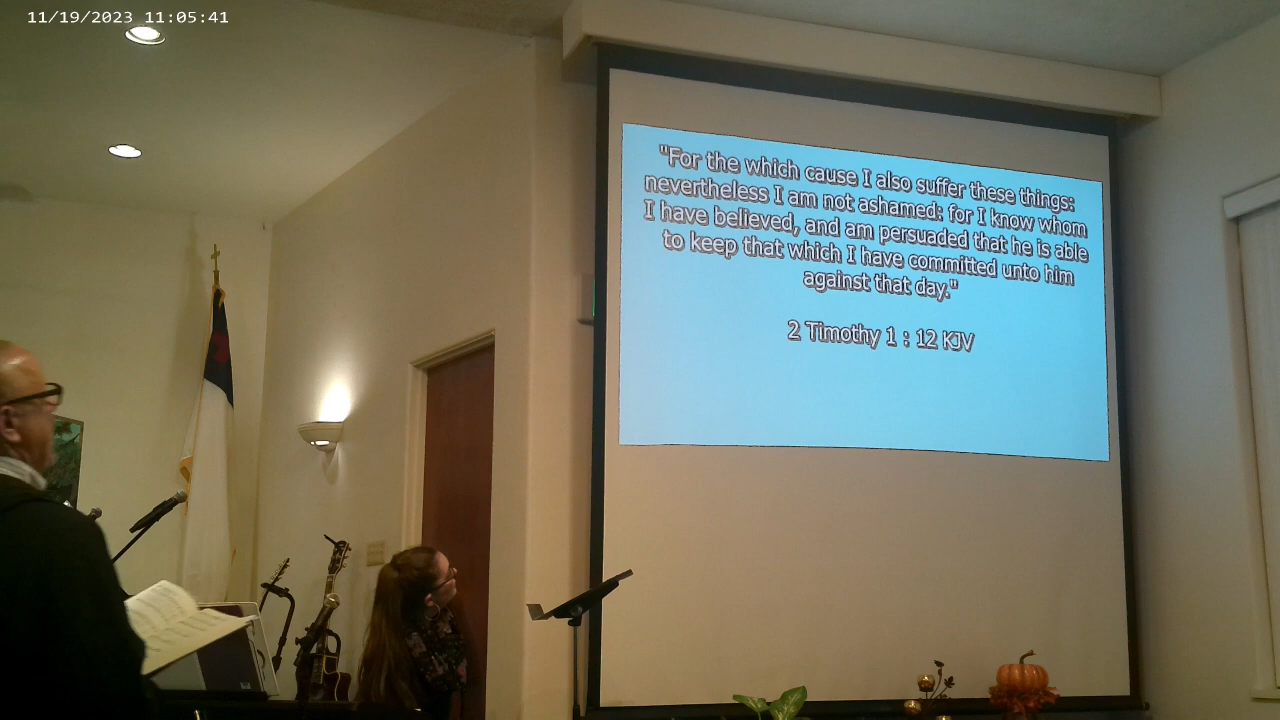 11/19/2023 11:05:41
"For the which cause I also suffer these things:
nevertheless I am not ashamed: for I know whom
I have believed, and am persuaded that he is able
to keep that which I have committed unto him
against that day."
2 Timothy 1 : 12 KJV